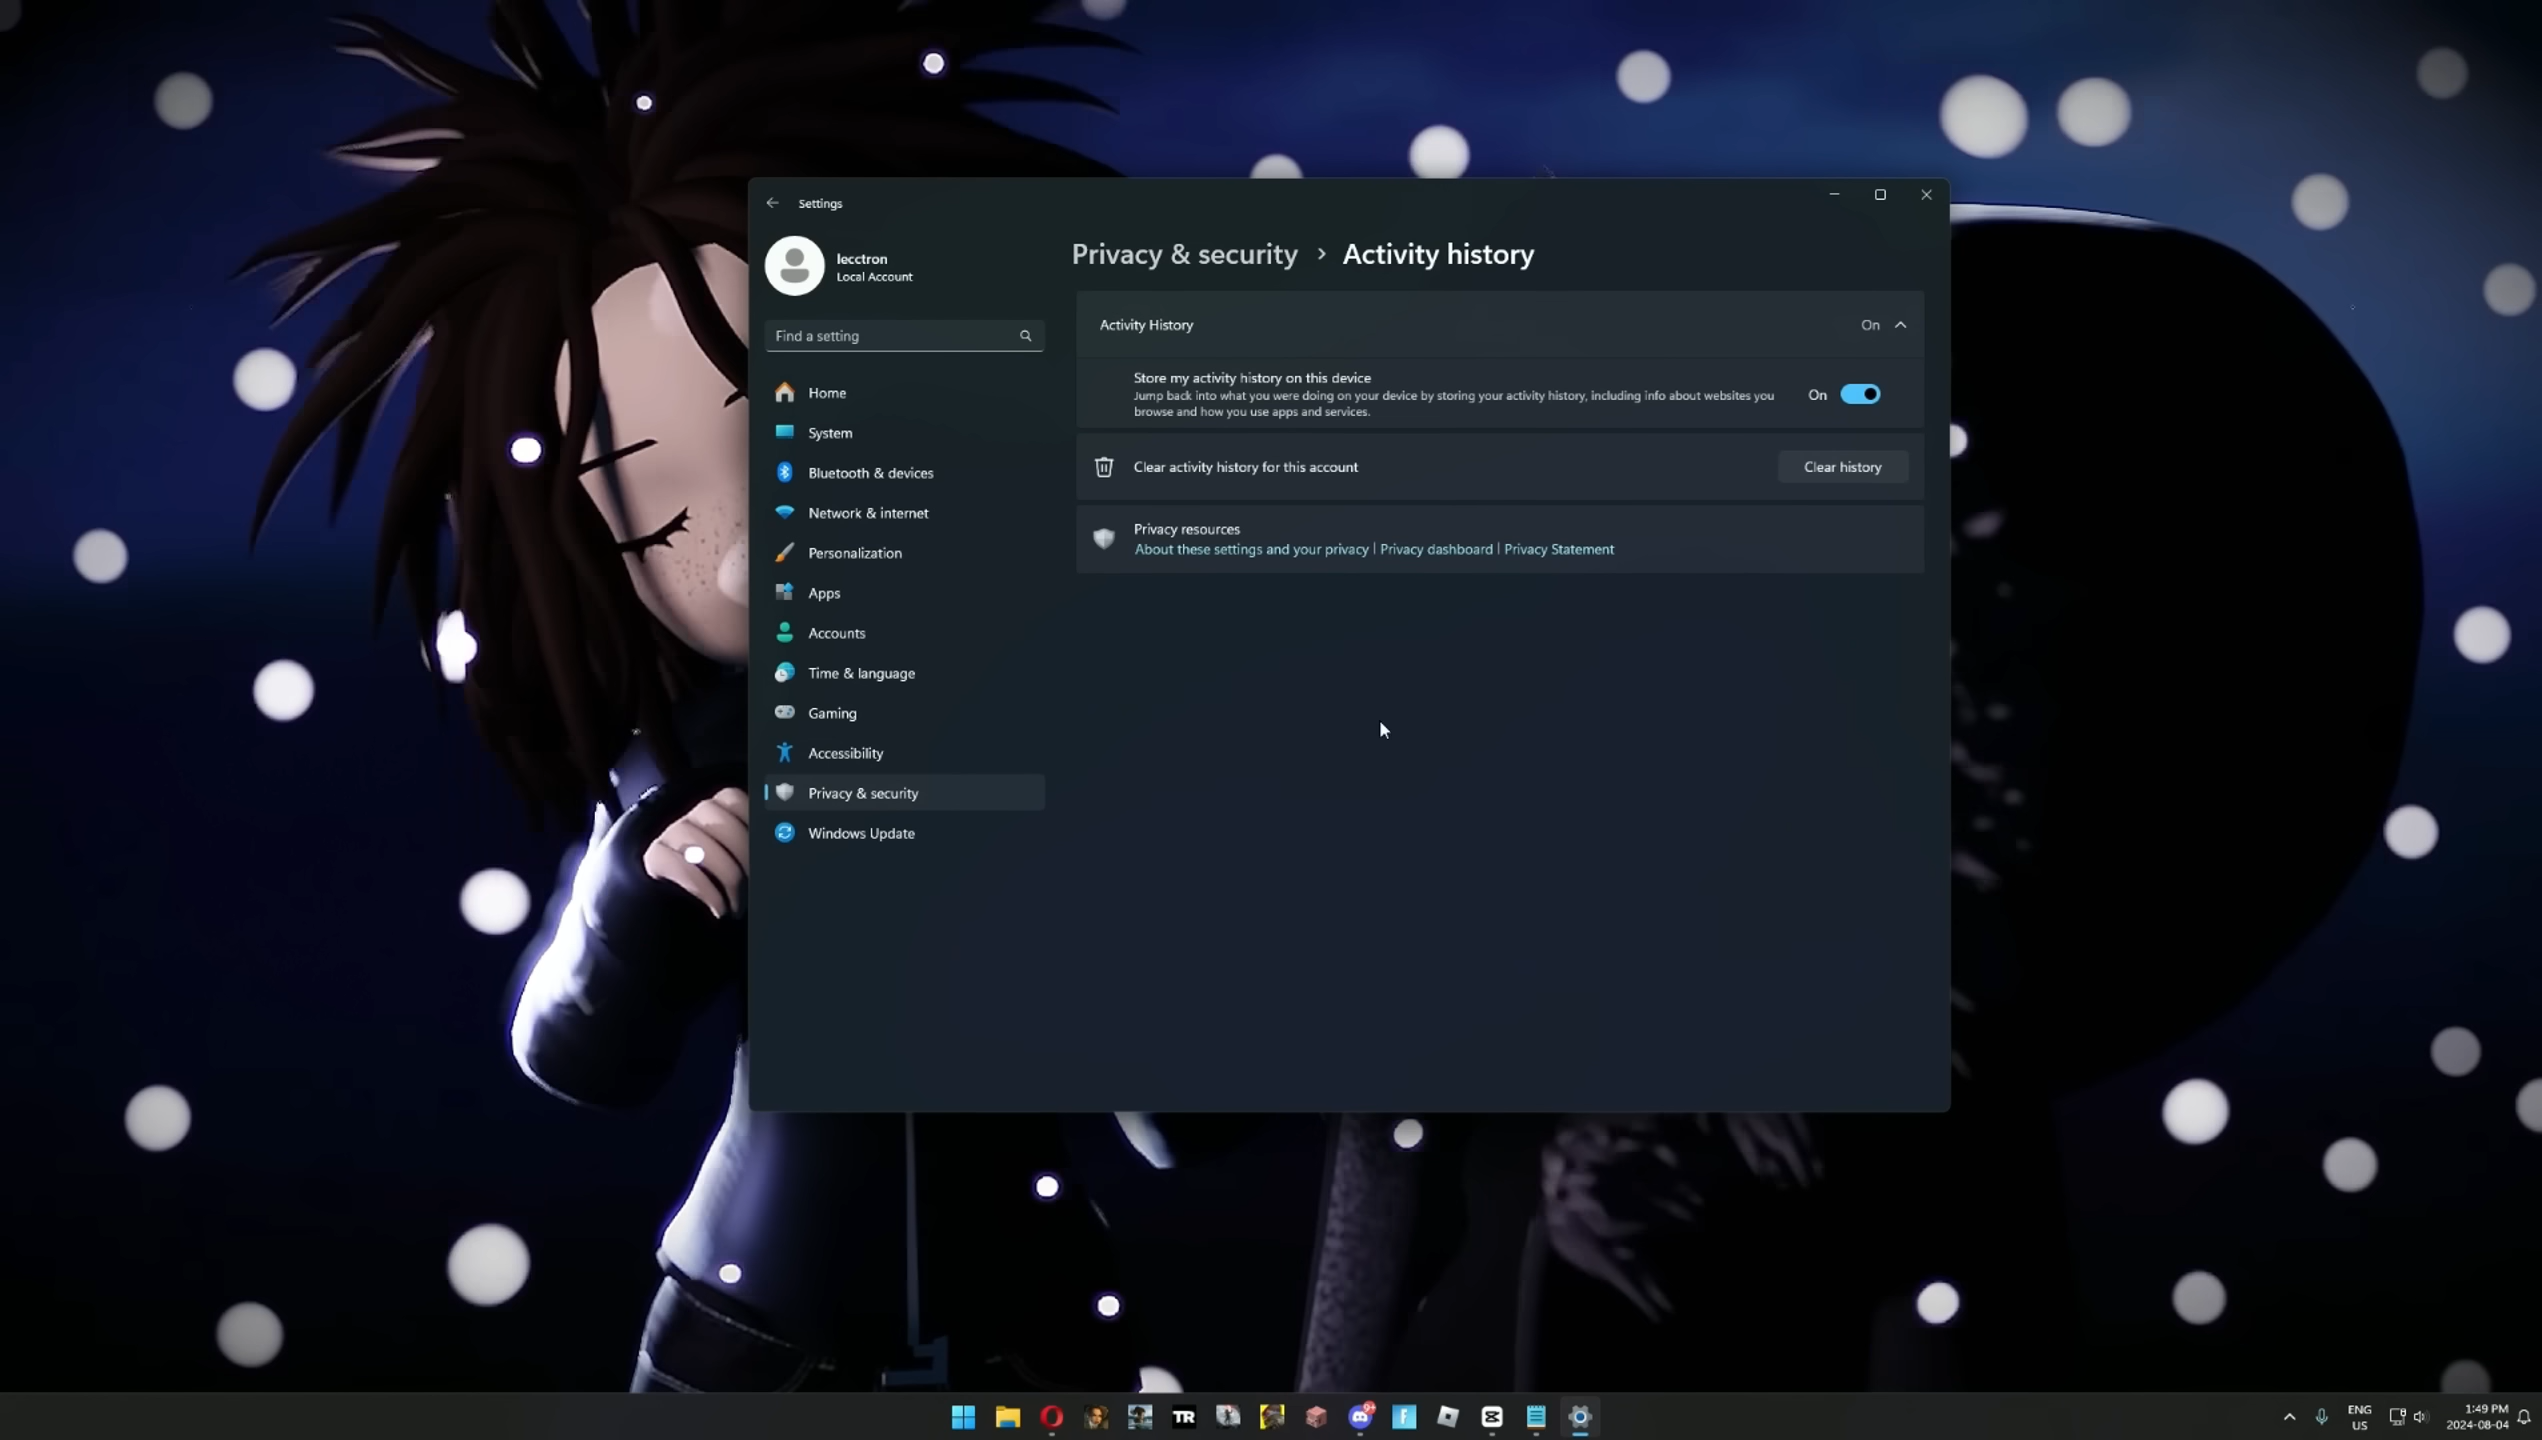 Settings
lecctron
Local Account
Find a setting
Home
System
Bluetooth & devices
Network & internet
Personalization
Apps
Accounts
Time & language
Gaming
Accessibility
Privacy & security
Windows Update
Privacy & security › Activity history
Activity History On
Store my activity history on this device
Jump back into what you were doing on your device by storing your activity history, including info about websites you
browse and how you use apps and services.
On
Clear activity history for this account Clear history
Privacy resources
About these settings and your privacy | Privacy dashboard | Privacy Statement
TR
9+
ENG
US
1:49 PM
2024-08-04